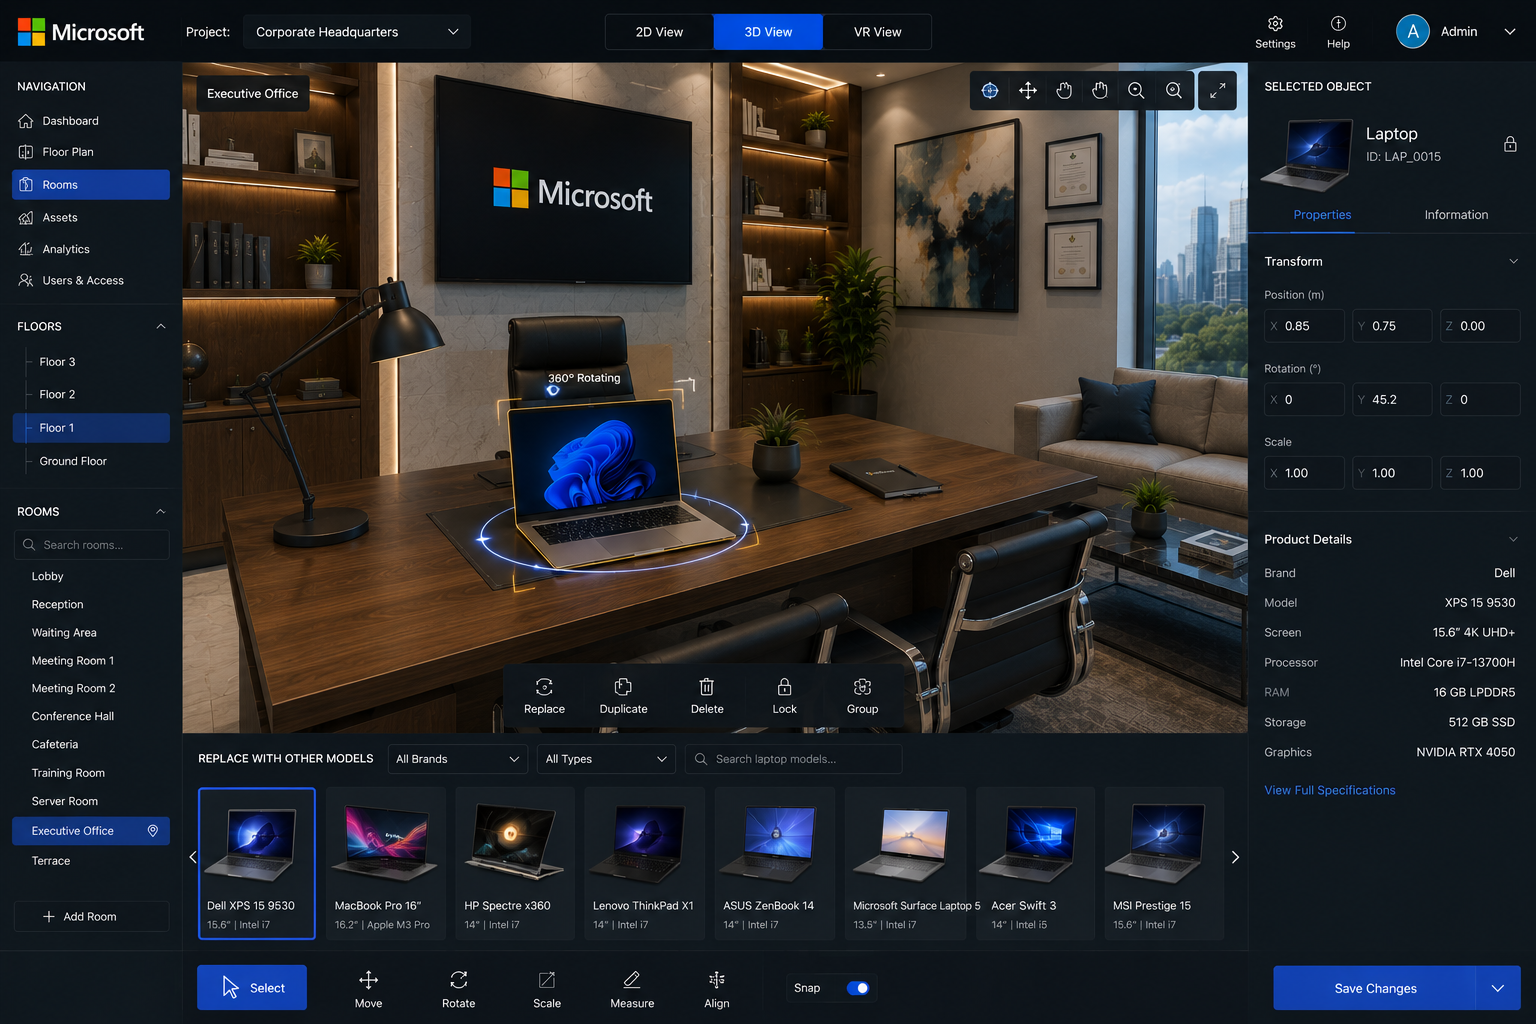 Microsoft
Project:
Corporate Headquarters
2D View
3D View
VR View
Settings
Help
A
Admin
NAVIGATION
Dashboard
Floor Plan
Rooms
Assets
Analytics
Users & Access
FLOORS
Floor 3
Floor 2
Floor 1
Ground Floor
ROOMS
Search rooms...
Lobby
Reception
Waiting Area
Meeting Room 1
Meeting Room 2
Conference Hall
Cafeteria
Training Room
Server Room
Executive Office
Terrace
Add Room
Executive Office
Microsoft
360° Rotating
Replace
Duplicate
Delete
Lock
Group
REPLACE WITH OTHER MODELS
All Brands
All Types
Search laptop models...
Dell XPS 15 9530
15.6" | Intel i7
MacBook Pro 16"
16.2" | Apple M3 Pro
HP Spectre x360
14" | Intel i7
Lenovo ThinkPad X1
14" | Intel i7
ASUS ZenBook 14
14" | Intel i7
Microsoft Surface Laptop 5
13.5" | Intel i7
Acer Swift 3
14" | Intel i5
MSI Prestige 15
15.6" | Intel i7
Select
Move
Rotate
Scale
Measure
Align
Snap
SELECTED OBJECT
Laptop
ID: LAP_0015
Properties
Information
Transform
Position (m)
X 0.85
Y 0.75
Z 0.00
Rotation (°)
X 0
Y 45.2
Z 0
Scale
X 1.00
Y 1.00
Z 1.00
Product Details
Brand Dell
Model XPS 15 9530
Screen 15.6" 4K UHD+
Processor Intel Core i7-13700H
RAM 16 GB LPDDR5
Storage 512 GB SSD
Graphics NVIDIA RTX 4050
View Full Specifications
Save Changes